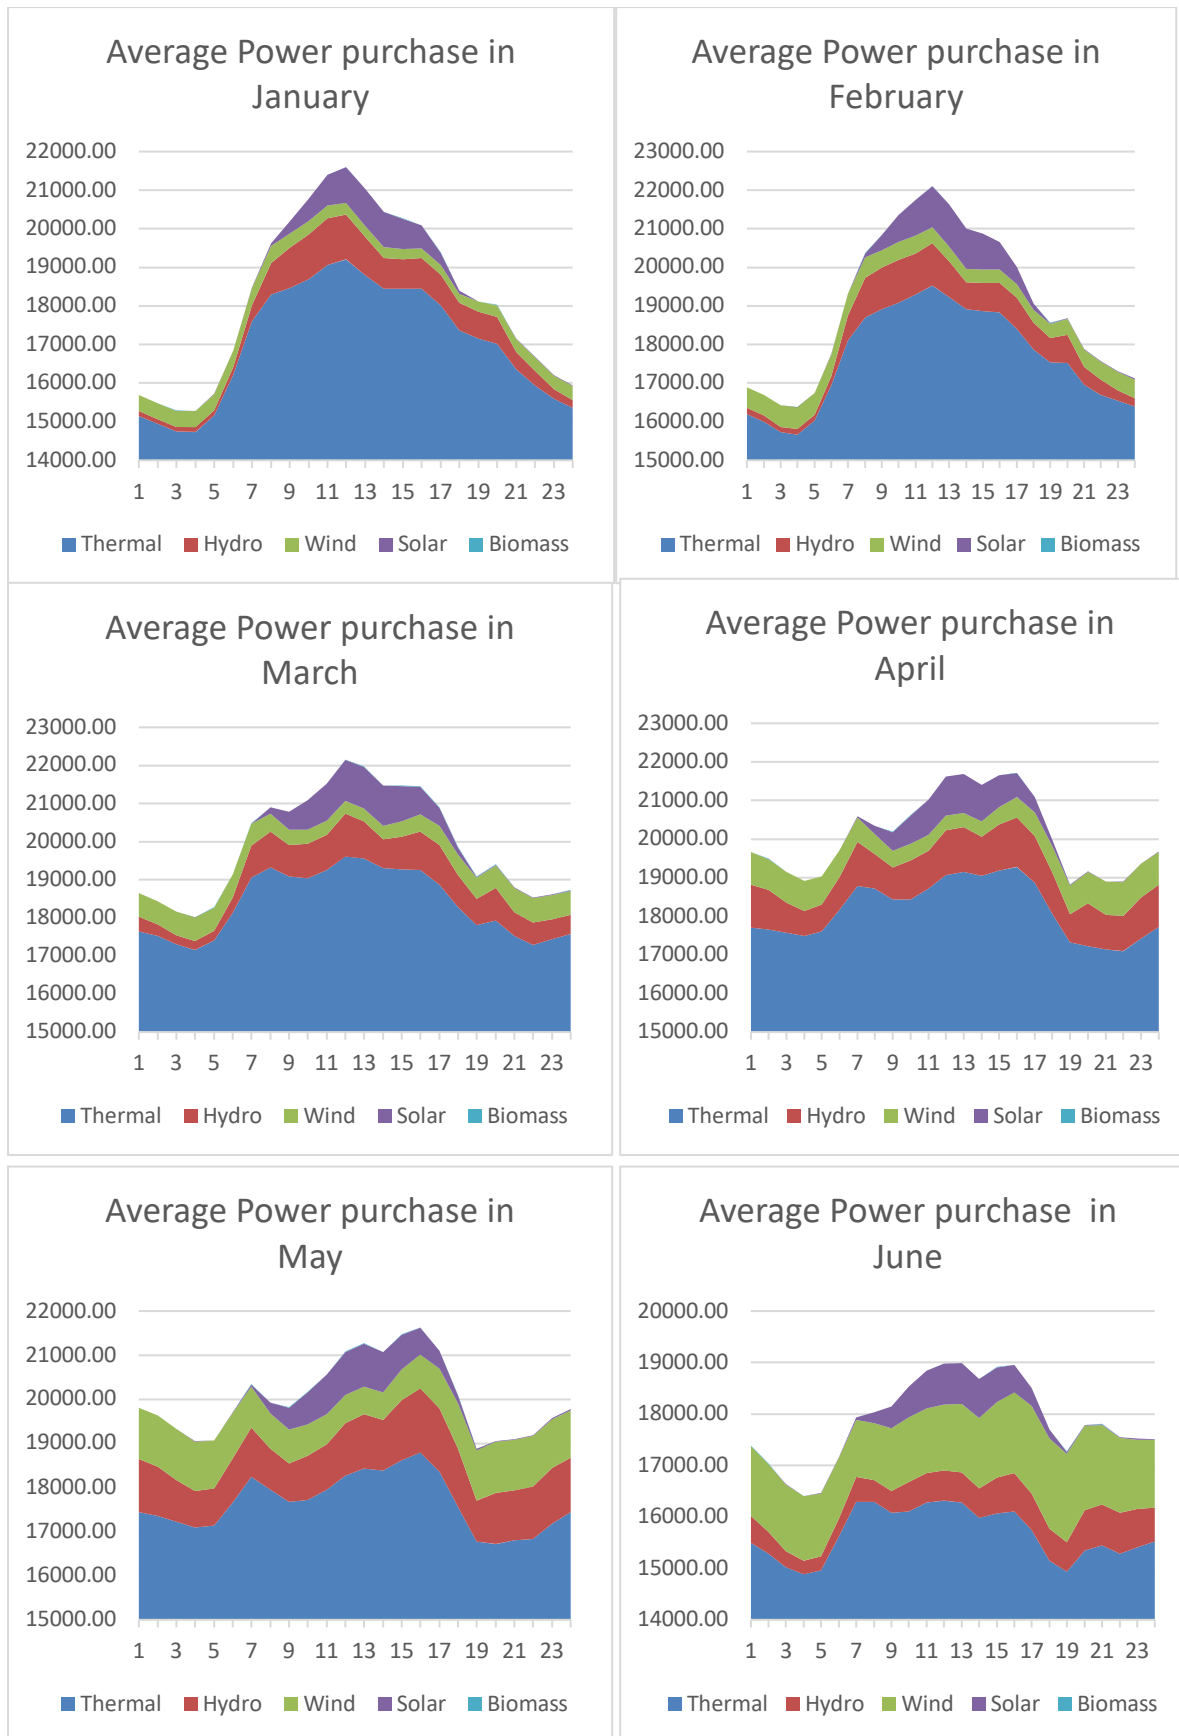 Average Power purchase in
January
22000.00
21000.00
20000.00
19000.00
18000.00
17000.00
16000.00
15000.00
14000.00
1 3 5 7 9 11 13 15 17 19 21 23
Thermal Hydro Wind Solar Biomass
Average Power purchase in
February
23000.00
22000.00
21000.00
20000.00
19000.00
18000.00
17000.00
16000.00
15000.00
1 3 5 7 9 11 13 15 17 19 21 23
Thermal Hydro Wind Solar Biomass
Average Power purchase in
March
23000.00
22000.00
21000.00
20000.00
19000.00
18000.00
17000.00
16000.00
15000.00
1 3 5 7 9 11 13 15 17 19 21 23
Thermal Hydro Wind Solar Biomass
Average Power purchase in
April
23000.00
22000.00
21000.00
20000.00
19000.00
18000.00
17000.00
16000.00
15000.00
1 3 5 7 9 11 13 15 17 19 21 23
Thermal Hydro Wind Solar Biomass
Average Power purchase in
May
22000.00
21000.00
20000.00
19000.00
18000.00
17000.00
16000.00
15000.00
1 3 5 7 9 11 13 15 17 19 21 23
Thermal Hydro Wind Solar Biomass
Average Power purchase in
June
20000.00
19000.00
18000.00
17000.00
16000.00
15000.00
14000.00
1 3 5 7 9 11 13 15 17 19 21 23
Thermal Hydro Wind Solar Biomass